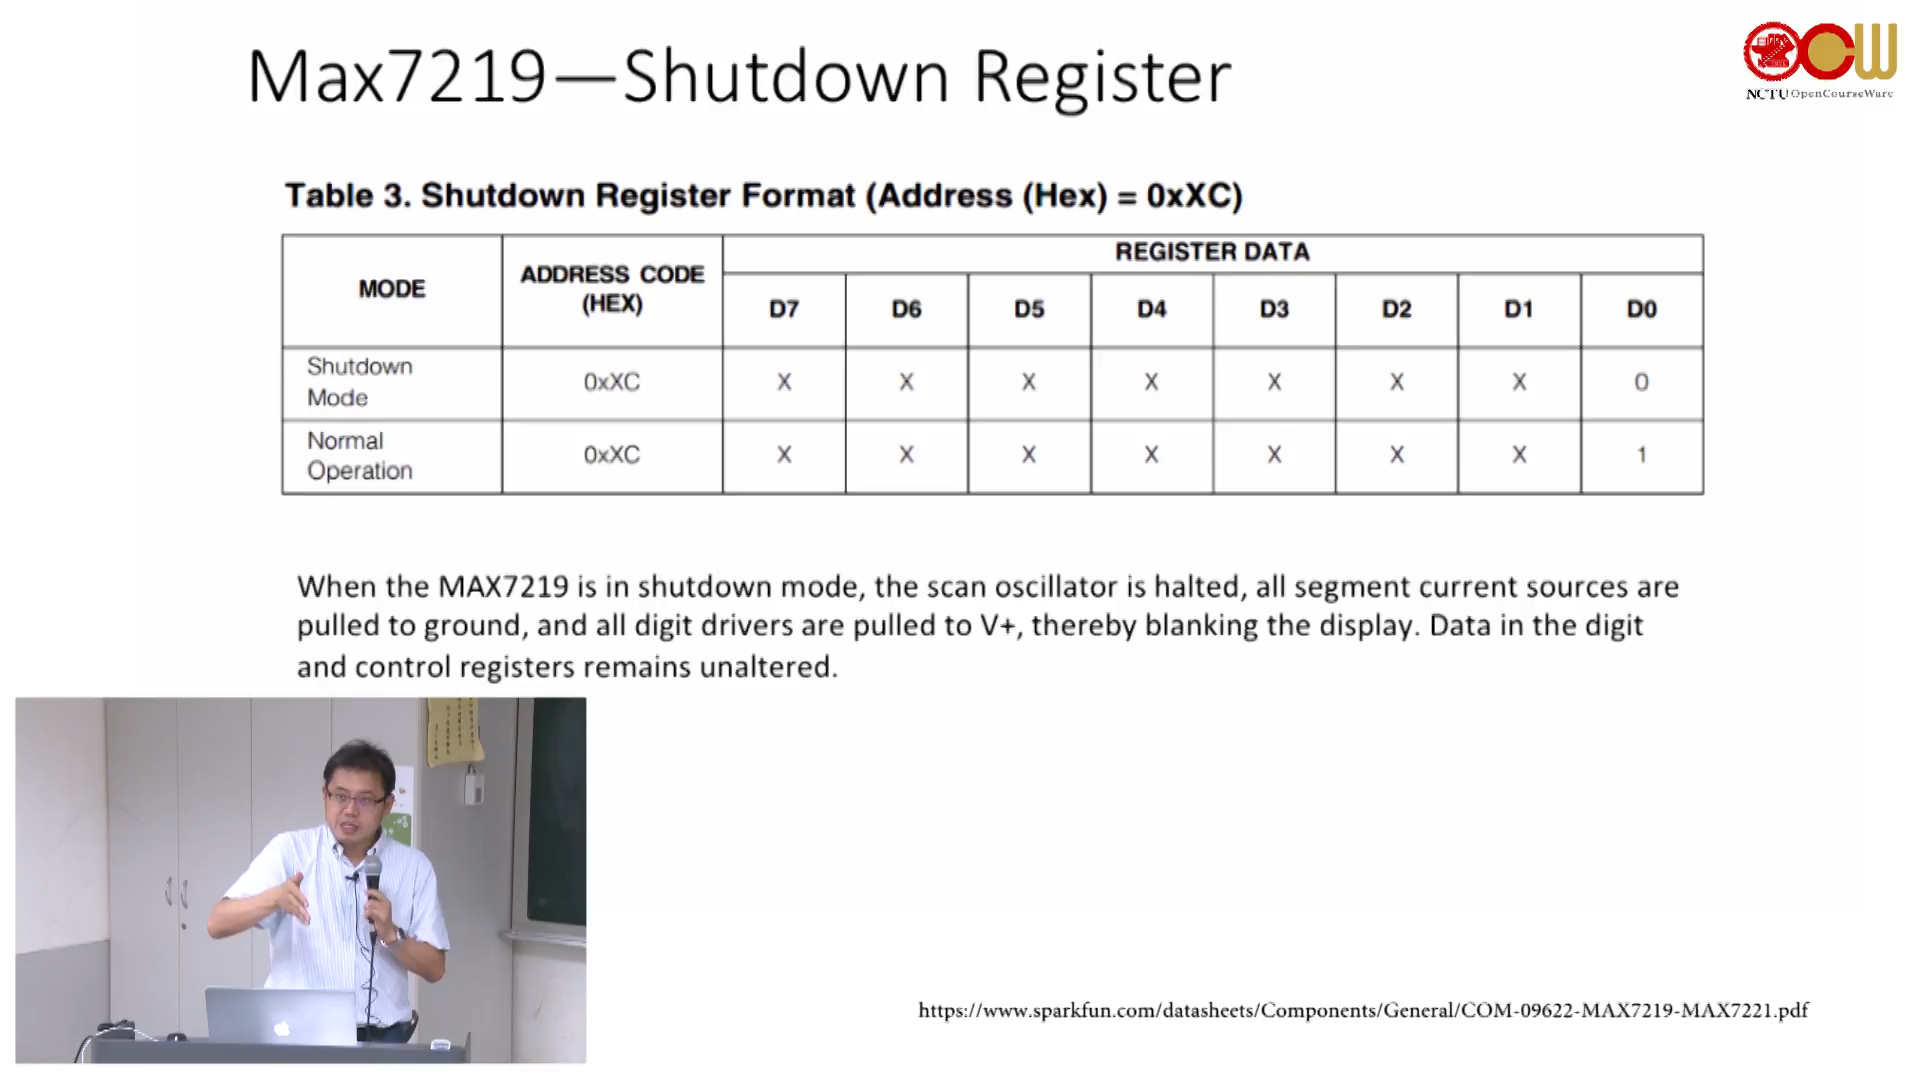 Max7219—Shutdown Register
NCTU OpenCourseWare
Table 3. Shutdown Register Format (Address (Hex) = 0xXC)
MODE ADDRESS CODE (HEX) REGISTER DATA
D7 D6 D5 D4 D3 D2 D1 D0
Shutdown Mode 0xXC X X X X X X X 0
Normal Operation 0xXC X X X X X X X 1
When the MAX7219 is in shutdown mode, the scan oscillator is halted, all segment current sources are
pulled to ground, and all digit drivers are pulled to V+, thereby blanking the display. Data in the digit
and control registers remains unaltered.
https://www.sparkfun.com/datasheets/Components/General/COM-09622-MAX7219-MAX7221.pdf